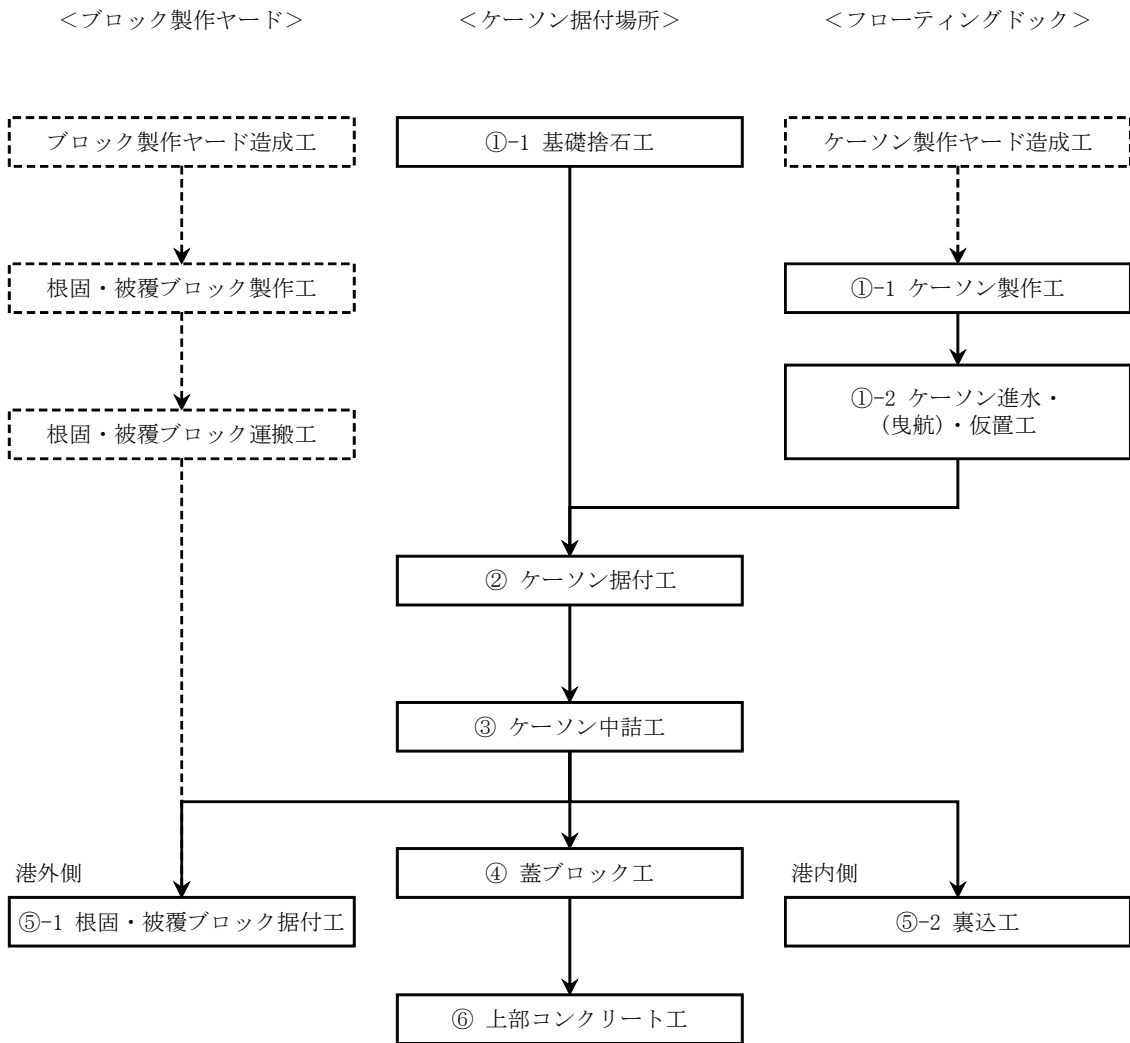 ＜ブロック製作ヤード＞
＜ケーソン据付場所＞
＜フローティングドック＞
ブロック製作ヤード造成工
①-1 基礎捨石工
ケーソン製作ヤード造成工
根固・被覆ブロック製作工
①-1 ケーソン製作工
根固・被覆ブロック運搬工
①-2 ケーソン進水・
(曳航)・仮置工
② ケーソン据付工
③ ケーソン中詰工
港外側
④ 蓋ブロック工
港内側
⑤-1 根固・被覆ブロック据付工
⑤-2 裏込工
⑥ 上部コンクリート工